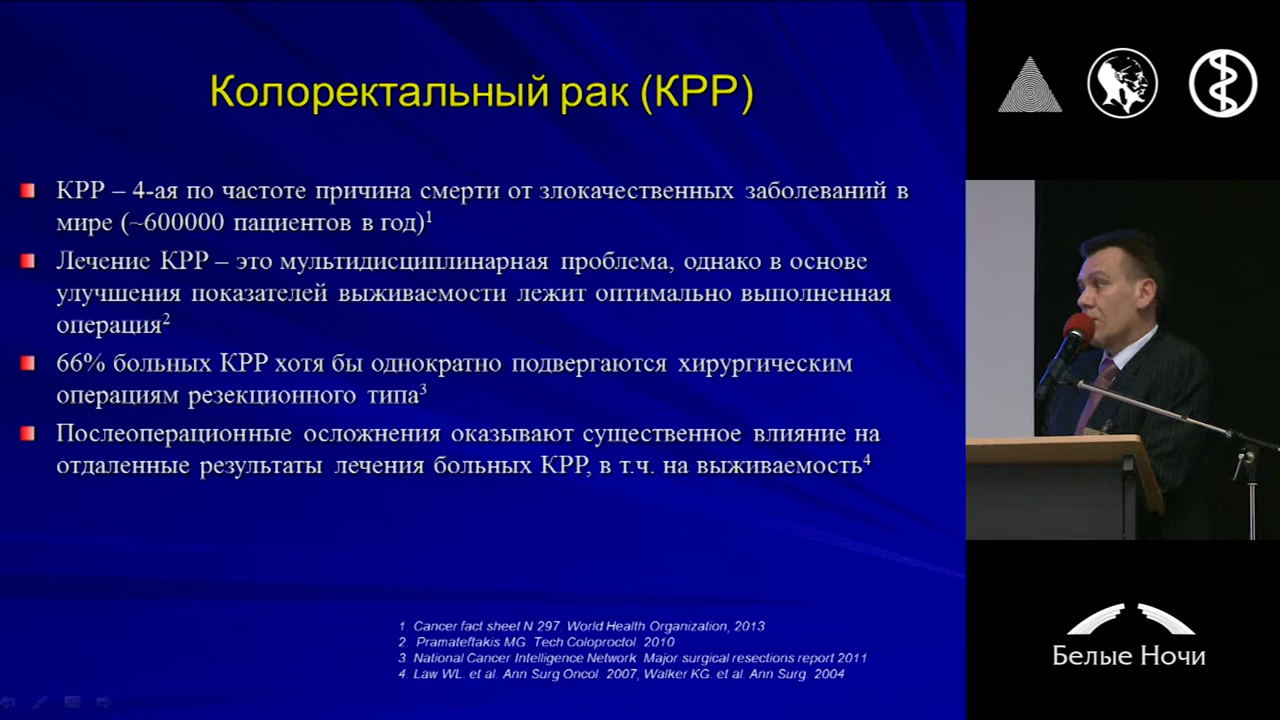 Колоректальный рак (КРР)
КРР – 4-ая по частоте причина смерти от злокачественных заболеваний в
мире (~600000 пациентов в год)¹
Лечение КРР – это мультидисциплинарная проблема, однако в основе
улучшения показателей выживаемости лежит оптимально выполненная
операция²
66% больных КРР хотя бы однократно подвергаются хирургическим
операциям резекционного типа³
Послеоперационные осложнения оказывают существенное влияние на
отдаленные результаты лечения больных КРР, в т.ч. на выживаемость⁴
1. Cancer fact sheet N 297. World Health Organization, 2013
2. Pramateftakis MG. Tech Coloproctol. 2010
3. National Cancer Intelligence Network. Major surgical resections report 2011
4. Law WL. et al. Ann Surg Oncol. 2007, Walker KG. et al. Ann Surg. 2004
Белые Ночи